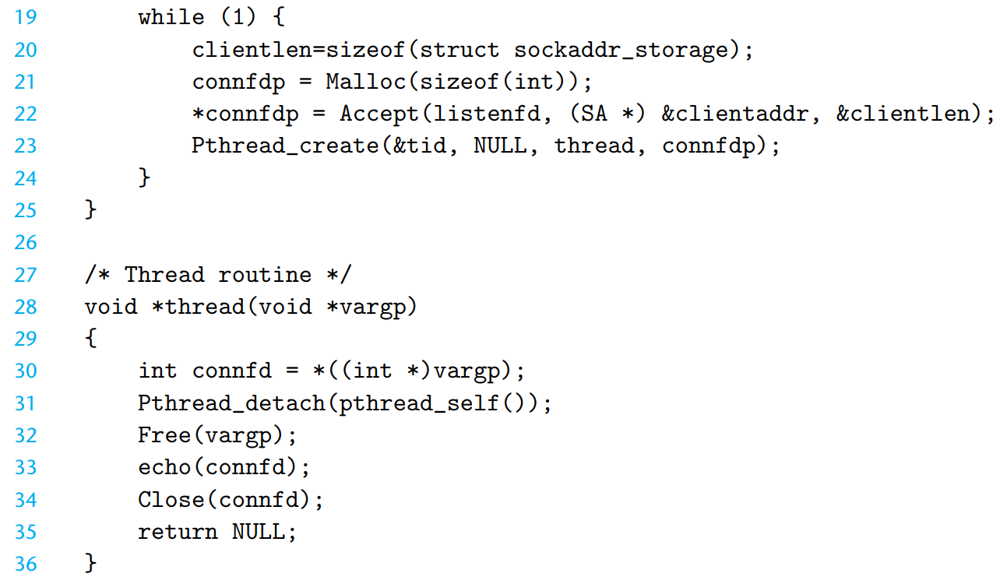 19 while (1) {
20 clientlen=sizeof(struct sockaddr_storage);
21 connfdp = Malloc(sizeof(int));
22 *connfdp = Accept(listenfd, (SA *) &clientaddr, &clientlen);
23 Pthread_create(&tid, NULL, thread, connfdp);
24 }
25 }
26
27 /* Thread routine */
28 void *thread(void *vargp)
29 {
30 int connfd = *((int *)vargp);
31 Pthread_detach(pthread_self());
32 Free(vargp);
33 echo(connfd);
34 Close(connfd);
35 return NULL;
36 }